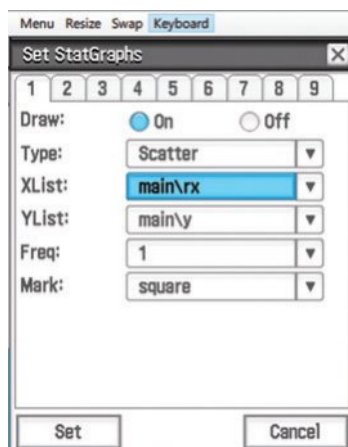 Menu Resize Swap Keyboard
Set StatGraphs
1 2 3 4 5 6 7 8 9
Draw: On Off
Type: Scatter
XList: main\rx
YList: main\y
Freq: 1
Mark: square
Set Cancel